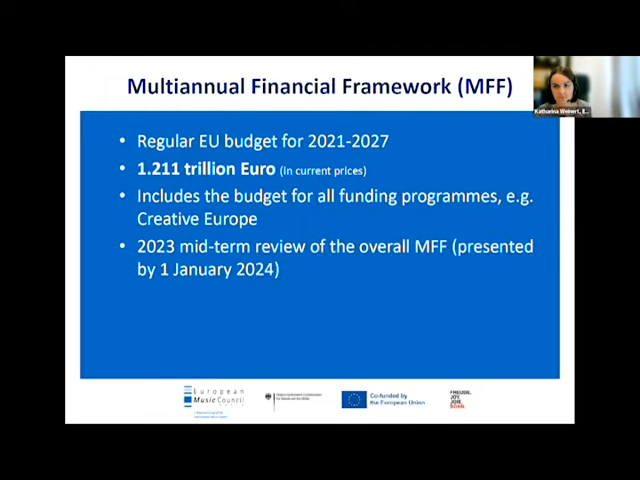 Multiannual Financial Framework (MFF)
Katharina Weinert, E...
• Regular EU budget for 2021-2027
• 1.211 trillion Euro (in current prices)
• Includes the budget for all funding programmes, e.g.
Creative Europe
• 2023 mid-term review of the overall MFF (presented
by 1 January 2024)
European
Music Council
Co-funded by
the European Union
FREUDE.
JOY.
JOIE.
BONN.